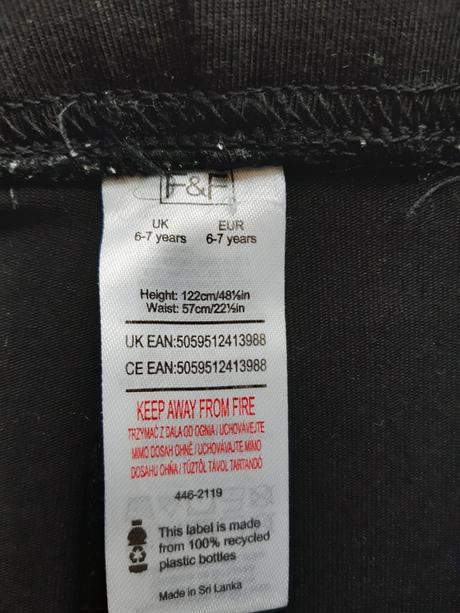 F&F
UK EUR
6-7 years 6-7 years
Height: 122cm/48⅛in
Waist: 57cm/22½in
UK EAN:5059512413988
CE EAN:5059512413988
KEEP AWAY FROM FIRE
TRZYMAĆ Z DALA OD OGNIA / UCHOVÁVEJTE
MIMO DOSAH OHNĚ / UCHOVÁVAJTE MIMO
DOSAHU OHŇA / TŰZTŐL TÁVOL TARTANDÓ
446-2119
This label is made
from 100% recycled
plastic bottles
Made in Sri Lanka